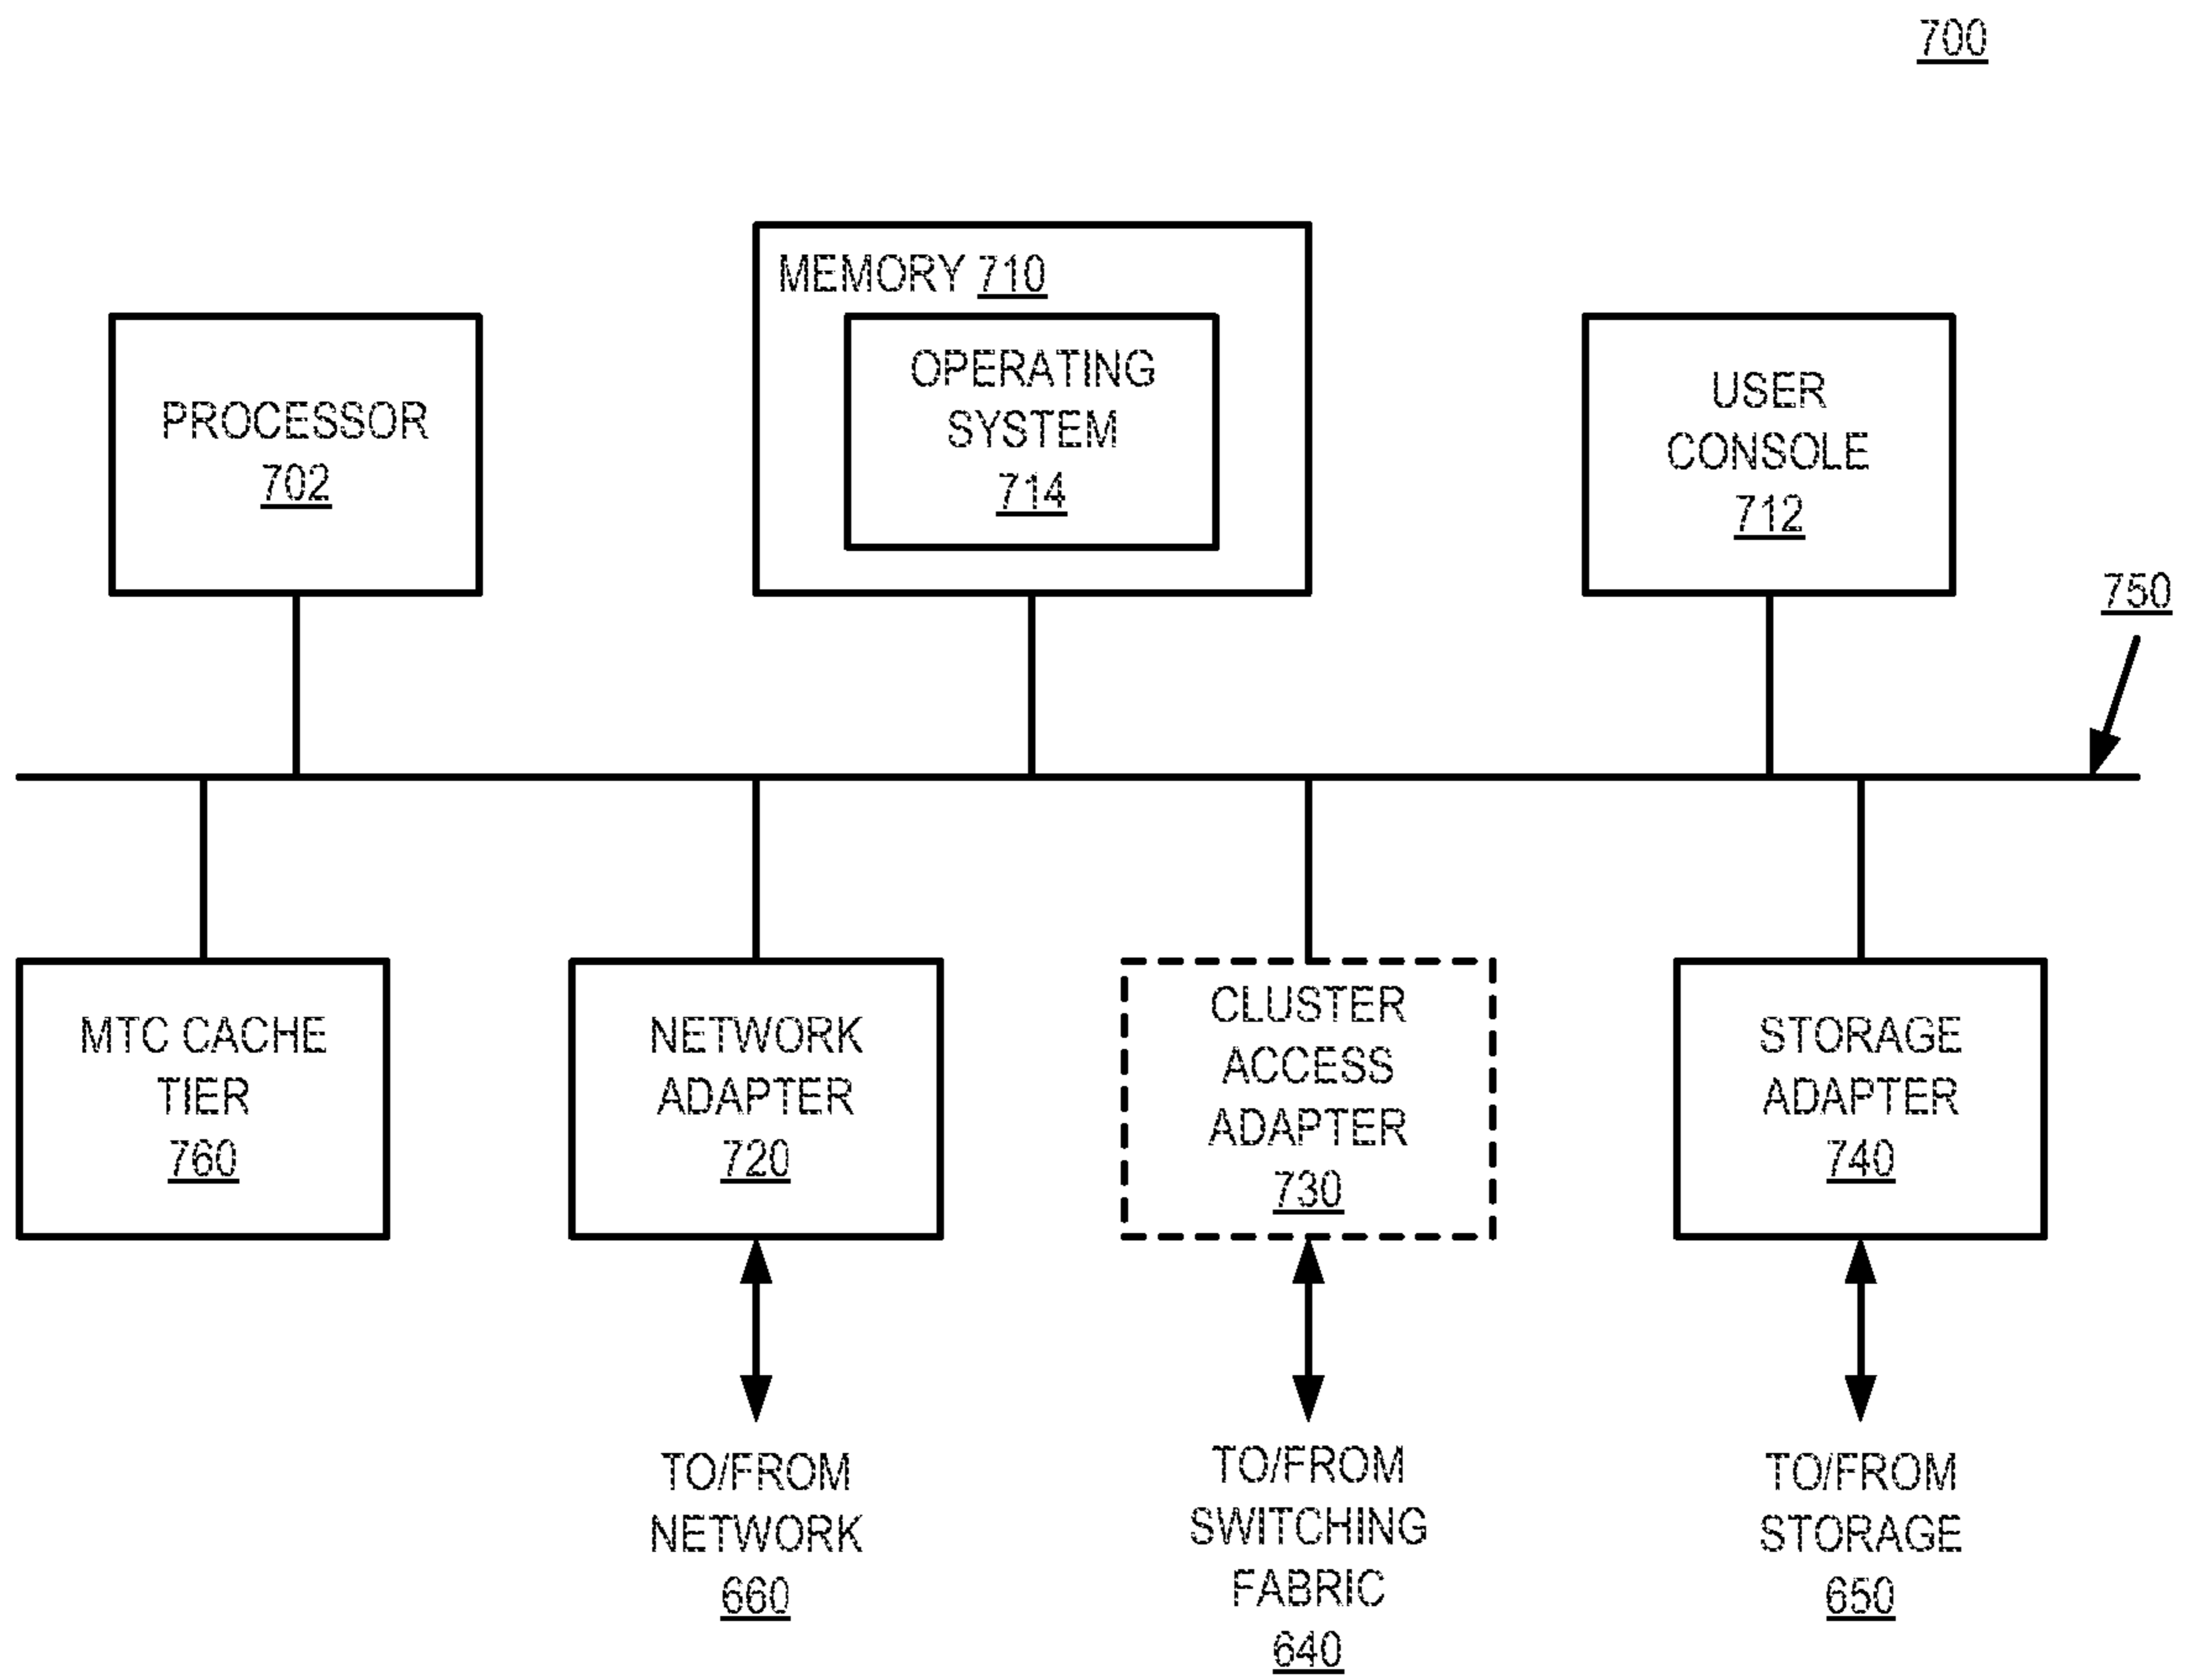 700
MEMORY 710
OPERATING
SYSTEM
714
PROCESSOR
702
USER
CONSOLE
712
750
MTC CACHE
TIER
760
NETWORK
ADAPTER
720
CLUSTER
ACCESS
ADAPTER
730
STORAGE
ADAPTER
740
TO/FROM
NETWORK
660
TO/FROM
SWITCHING
FABRIC
640
TO/FROM
STORAGE
650